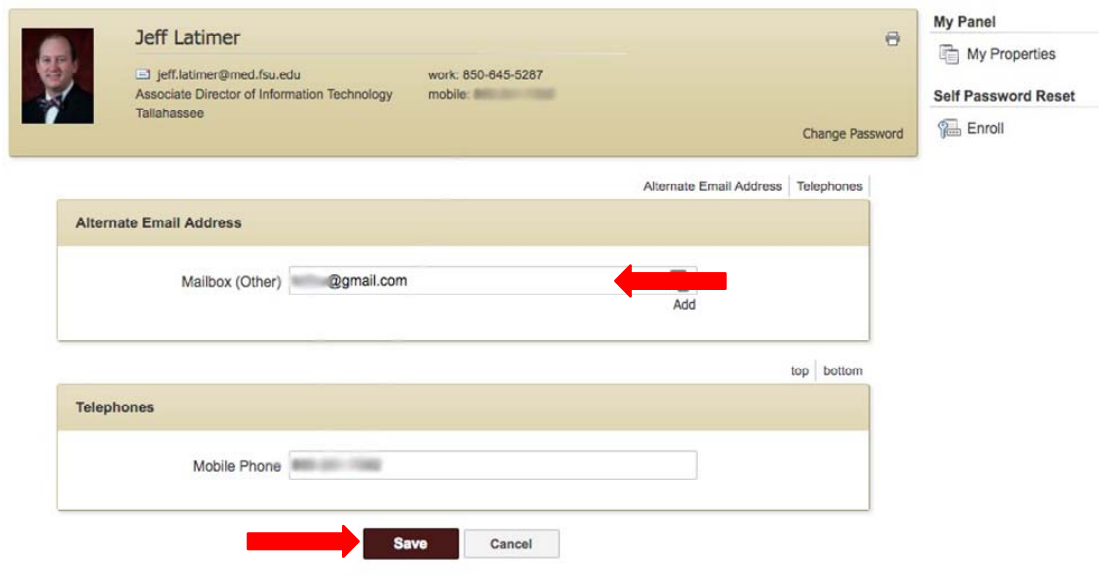 Jeff Latimer
jeff.latimer@med.fsu.edu
work: 850-645-5287
Associate Director of Information Technology
mobile:
Tallahassee
Change Password
My Panel
My Properties
Self Password Reset
Enroll
Alternate Email Address
Telephones
Alternate Email Address
Mailbox (Other)
@gmail.com
Add
top
bottom
Telephones
Mobile Phone
Save
Cancel